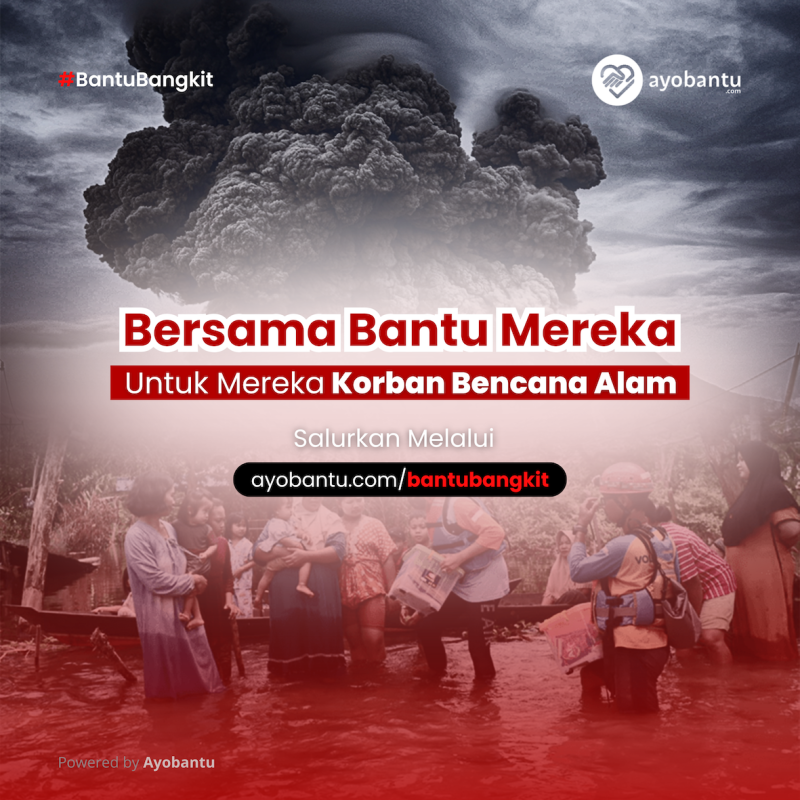 #BantuBangkit
ayobantu
.com
Bersama Bantu Mereka
Untuk Mereka Korban Bencana Alam
Salurkan Melalui
ayobantu.com/bantubangkit
Powered by Ayobantu